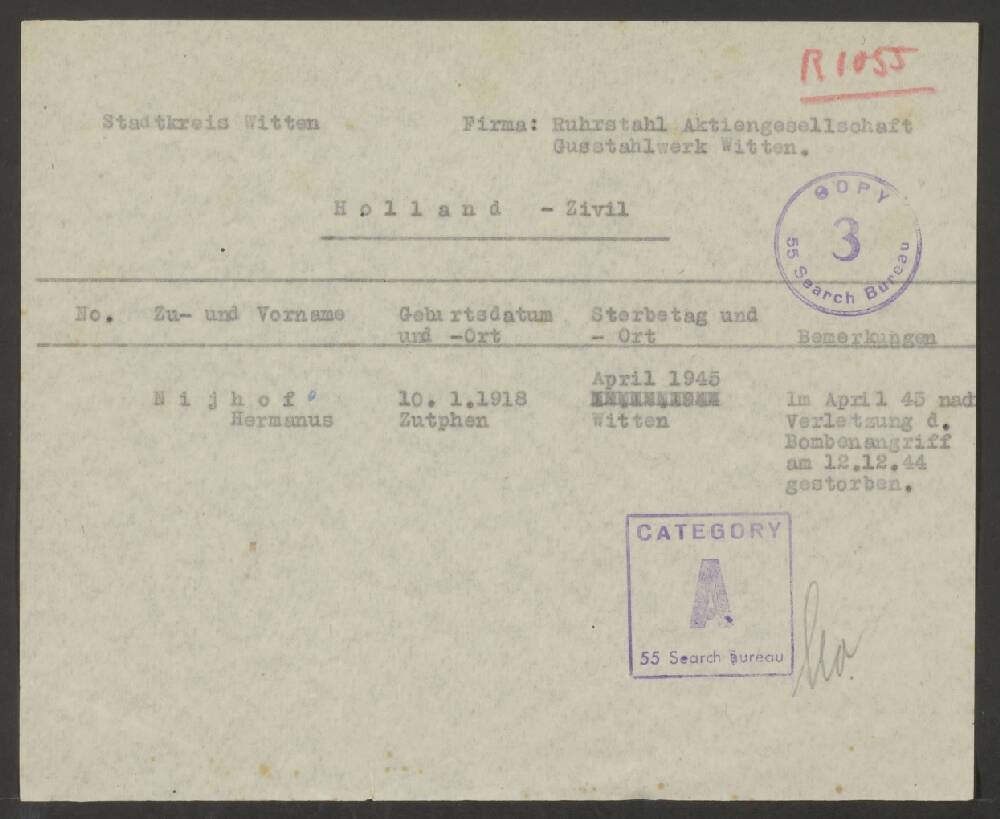 R 1055
Stadtkreis Witten Firma: Ruhrstahl Aktiengesellschaft
Gusstahlwerk Witten.
Holland - Zivil
COPY
3
55 Search Bureau
No. Zu- und Vorname Geburtsdatum Sterbetag und
und -Ort - Ort Bemerkungen
April 1945
Nijhof 10. 1.1918 Im April 45 nach
Hermanus Zutphen Witten Verletzung d.
Bombenangriff
am 12.12.44
gestorben.
CATEGORY
A
55 Search Bureau